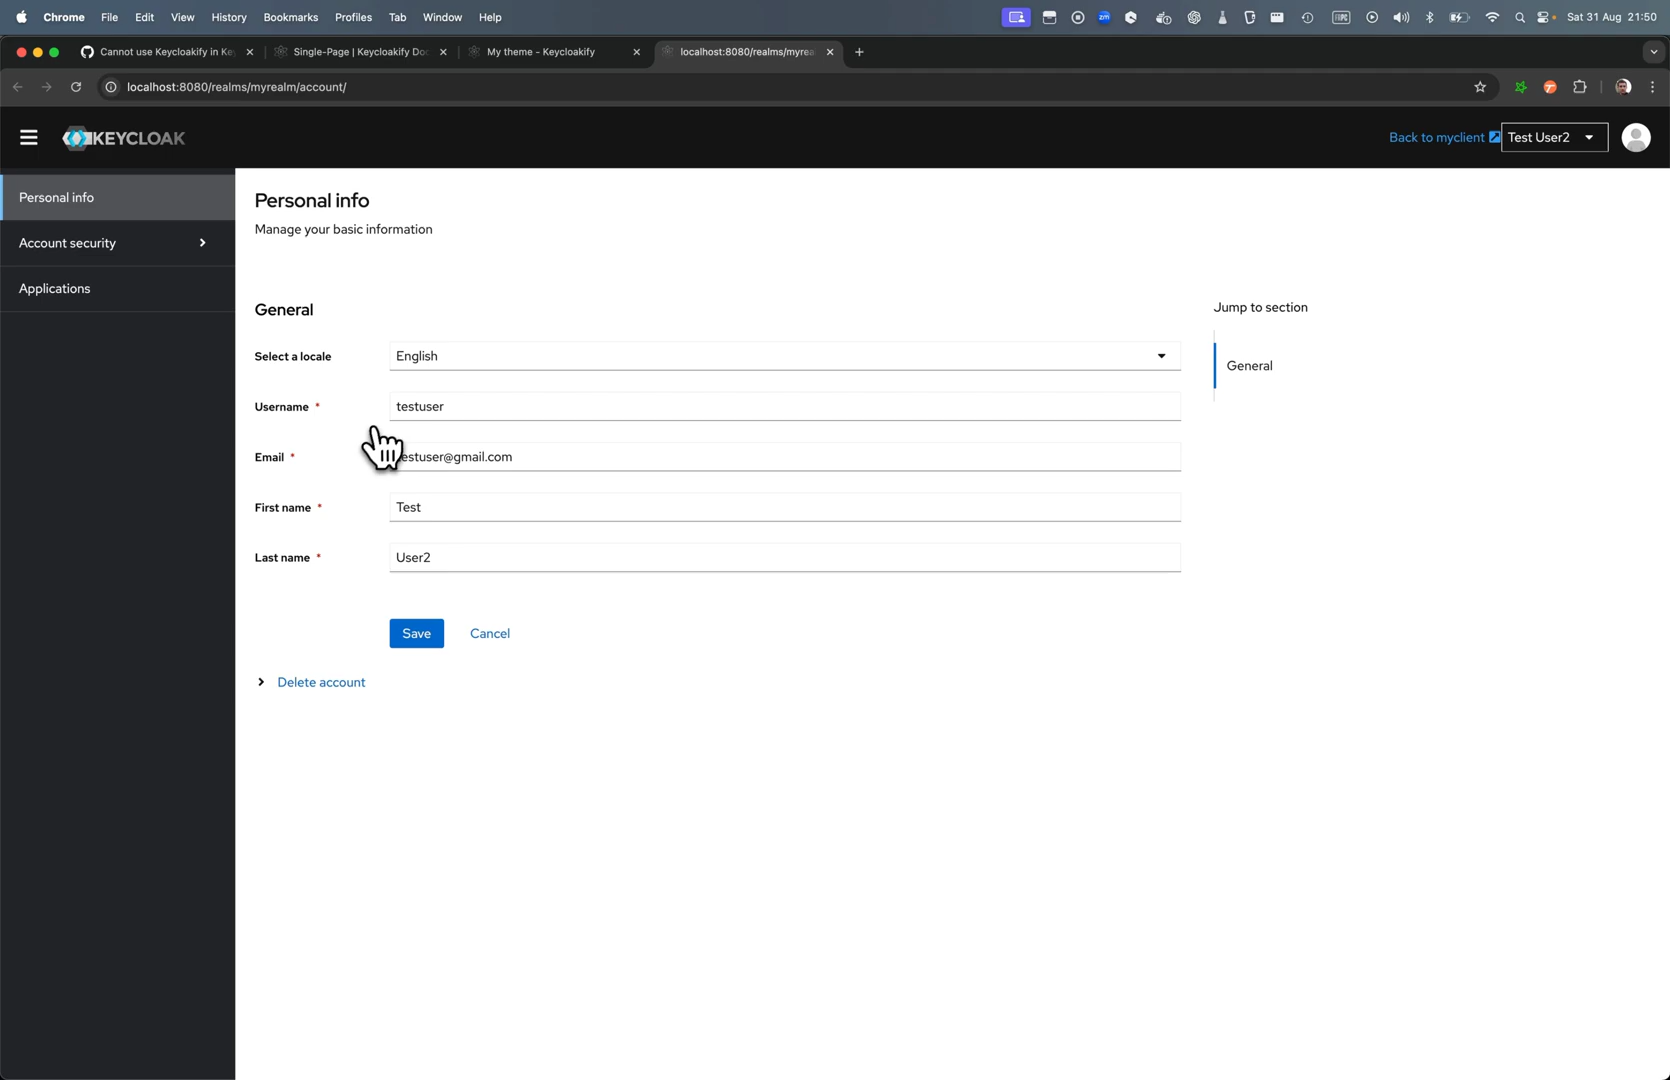 Chrome File Edit View History Bookmarks Profiles Tab Window Help Sat 31 Aug 21:50
Cannot use Keycloakify in Ke Single-Page | Keycloakify Doc My theme - Keycloakify localhost:8080/realms/myrea
localhost:8080/realms/myrealm/account/
KEYCLOAK Back to myclient Test User2
Personal info
Account security
Applications
Personal info
Manage your basic information
General
Select a locale English
Username * testuser
Email * estuser@gmail.com
First name * Test
Last name * User2
Save Cancel
Delete account
Jump to section
General